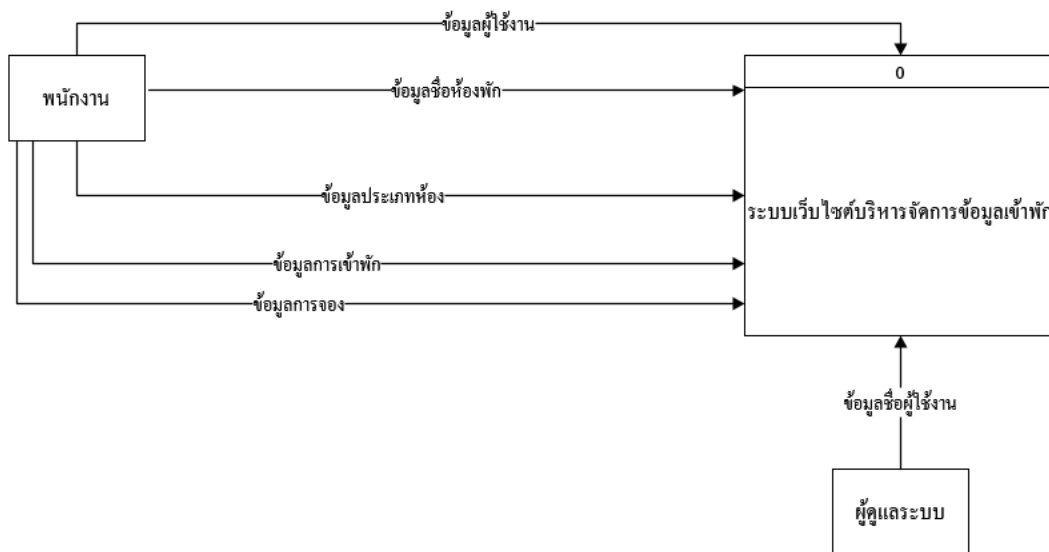 ข้อมูลผู้ใช้งาน
0
พนักงาน
ข้อมูลชื่อห้องพัก
ข้อมูลประเภทห้อง
ระบบเว็บไซต์บริหารจัดการข้อมูลเข้าพัก
ข้อมูลการเข้าพัก
ข้อมูลการจอง
ข้อมูลชื่อผู้ใช้งาน
ผู้ดูแลระบบ